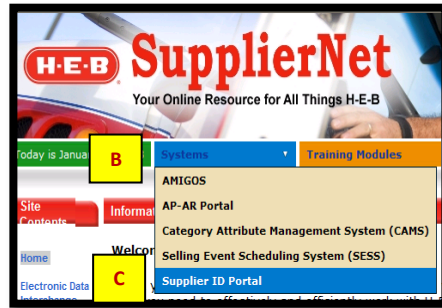 H-E-B SupplierNet
Your Online Resource for All Things H-E-B
Today is Janua
B
Systems
Training Modules
AMIGOS
AP-AR Portal
Category Attribute Management System (CAMS)
Selling Event Scheduling System (SESS)
Supplier ID Portal
Site
Contents
Informat
Home
Welcor
Electronic Data
Interchange
C
y need to effectively and efficiently work with